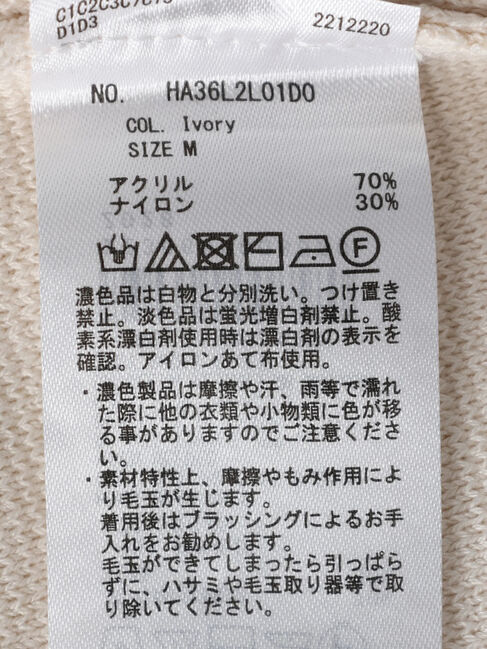 D1D3
2212220
NO. HA36L2L01D0
COL. Ivory
SIZE M
アクリル 70%
ナイロン 30%
F
濃色品は白物と分別洗い。つけ置き
禁止。淡色品は蛍光増白剤禁止。酸
素系漂白剤使用時は漂白剤の表示を
確認。アイロンあて布使用。
・濃色製品は摩擦や汗、雨等で濡れ
た際に他の衣類や小物類に色が移
る事がありますのでご注意くださ
い。
・素材特性上、摩擦やもみ作用によ
り毛玉が生じます。
着用後はブラッシングによるお手
入れをお勧めします。
毛玉ができてしまったら引っぱら
ずに、ハサミや毛玉取り器等で取
り除いてください。